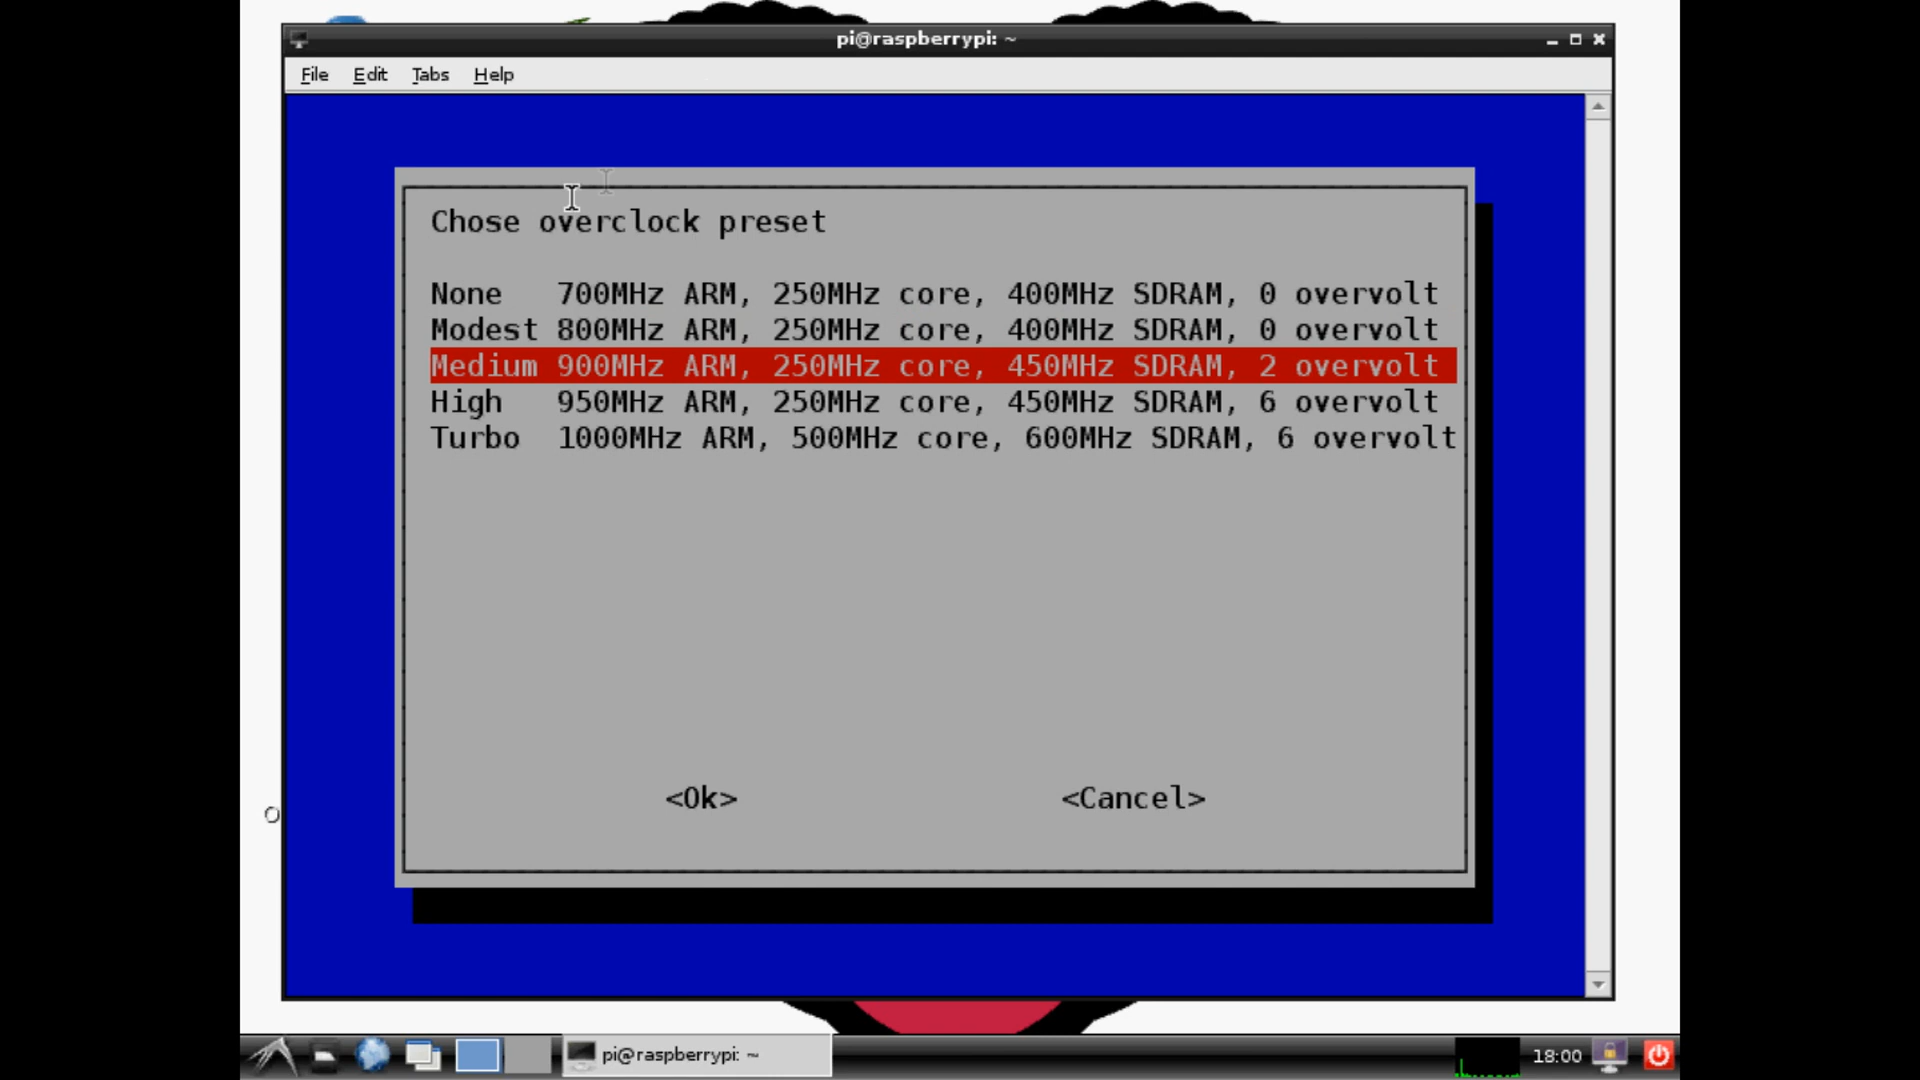 pi@raspberrypi: ~
File Edit Tabs Help
Chose overclock preset
None 700MHz ARM, 250MHz core, 400MHz SDRAM, 0 overvolt
Modest 800MHz ARM, 250MHz core, 400MHz SDRAM, 0 overvolt
Medium 900MHz ARM, 250MHz core, 450MHz SDRAM, 2 overvolt
High 950MHz ARM, 250MHz core, 450MHz SDRAM, 6 overvolt
Turbo 1000MHz ARM, 500MHz core, 600MHz SDRAM, 6 overvolt
<Ok> <Cancel>
pi@raspberrypi: ~ 18:00